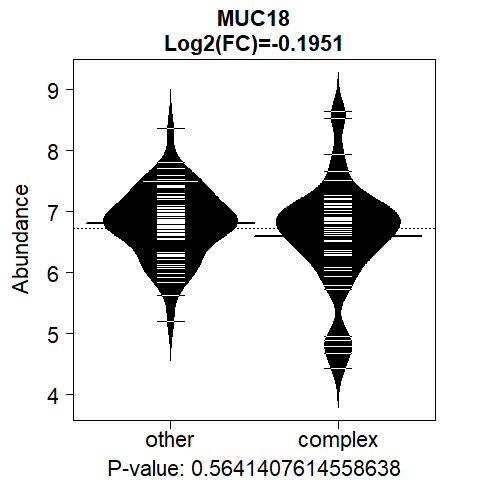 MUC18
Log2(FC)=-0.1951
Abundance
9
8
7
6
5
4
other complex
P-value: 0.5641407614558638